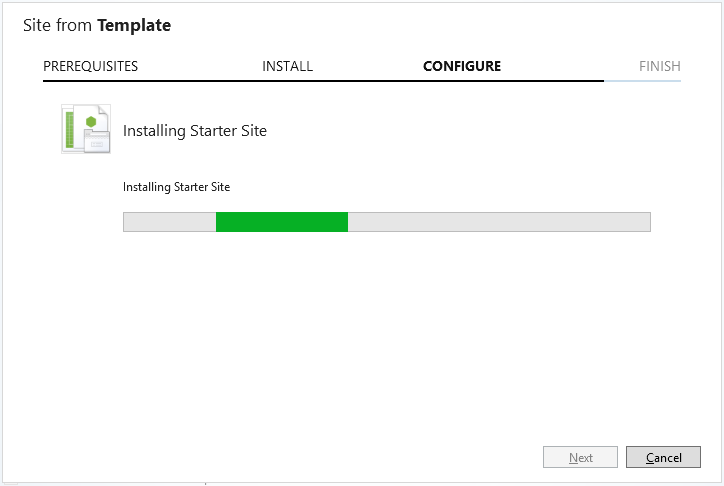 Site from Template
PREREQUISITES INSTALL CONFIGURE FINISH
Installing Starter Site
Installing Starter Site
Next Cancel